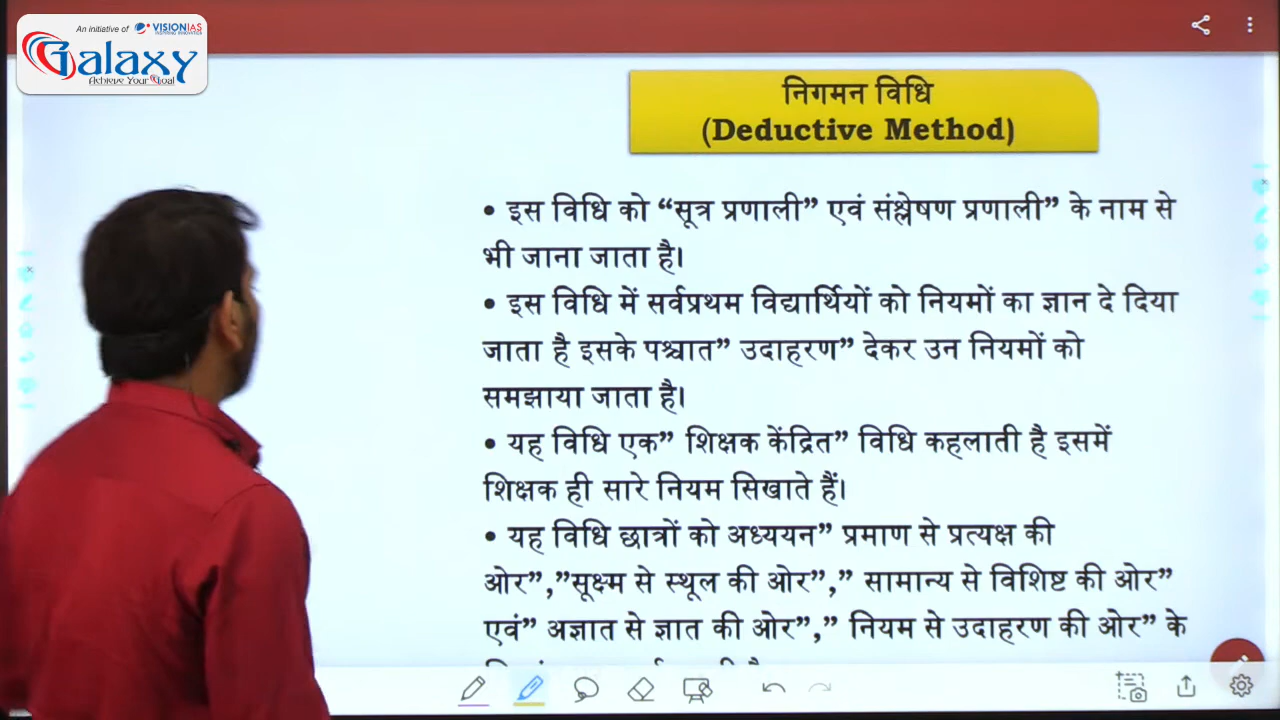 An initiative of VISIONIAS
INSPIRING INNOVATION
Galaxy
Achieve Your Goal
निगमन विधि
(Deductive Method)
• इस विधि को “सूत्र प्रणाली” एवं संश्लेषण प्रणाली” के नाम से
भी जाना जाता है।
• इस विधि में सर्वप्रथम विद्यार्थियों को नियमों का ज्ञान दे दिया
जाता है इसके पश्चात” उदाहरण” देकर उन नियमों को
समझाया जाता है।
• यह विधि एक” शिक्षक केंद्रित” विधि कहलाती है इसमें
शिक्षक ही सारे नियम सिखाते हैं।
• यह विधि छात्रों को अध्ययन” प्रमाण से प्रत्यक्ष की
ओर”,”सूक्ष्म से स्थूल की ओर”,” सामान्य से विशिष्ट की ओर”
एवं” अज्ञात से ज्ञात की ओर”,” नियम से उदाहरण की ओर” के